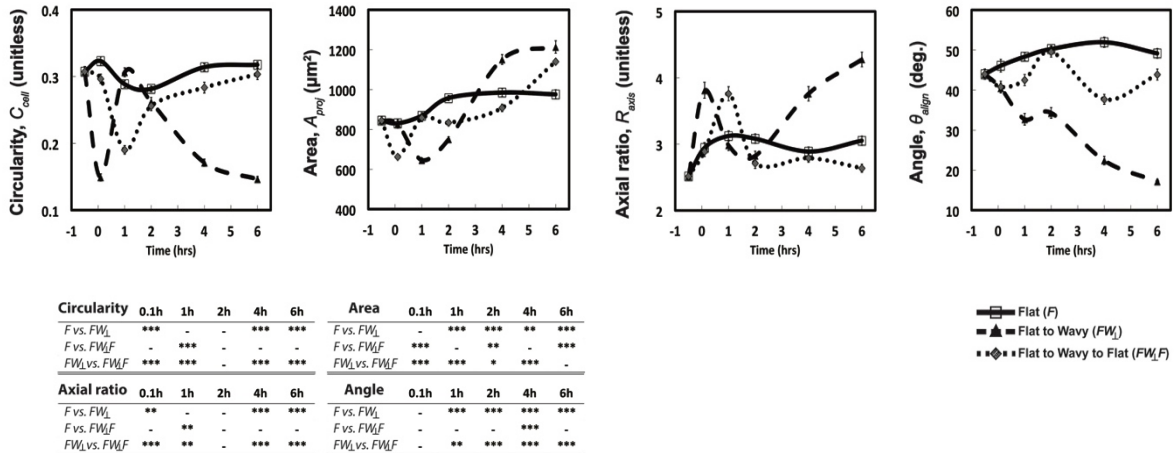 Circularity, C_cell (unitless)
0.4
0.3
0.2
0.1
-1 0 1 2 3 4 5 6
Time (hrs)
Area, A_proj (µm²)
1400
1200
1000
800
600
400
-1 0 1 2 3 4 5 6
Time (hrs)
Axial ratio, R_axis (unitless)
5
4
3
2
-1 0 1 2 3 4 5 6
Time (hrs)
Angle, θ_align (deg.)
60
50
40
30
20
10
-1 0 1 2 3 4 5 6
Time (hrs)
Circularity 0.1h 1h 2h 4h 6h
F vs. FW⊥ *** - - *** ***
F vs. FW⊥F - *** - - -
FW⊥ vs. FW⊥F *** *** - *** ***
Area 0.1h 1h 2h 4h 6h
F vs. FW⊥ - *** *** ** ***
F vs. FW⊥F *** - ** - ***
FW⊥ vs. FW⊥F *** *** * *** -
Axial ratio 0.1h 1h 2h 4h 6h
F vs. FW⊥ ** - - *** ***
F vs. FW⊥F - ** - - -
FW⊥ vs. FW⊥F *** ** - *** ***
Angle 0.1h 1h 2h 4h 6h
F vs. FW⊥ - *** *** *** ***
F vs. FW⊥F - - - *** -
FW⊥ vs. FW⊥F - ** *** *** ***
Flat (F)
Flat to Wavy (FW⊥)
Flat to Wavy to Flat (FW⊥F)